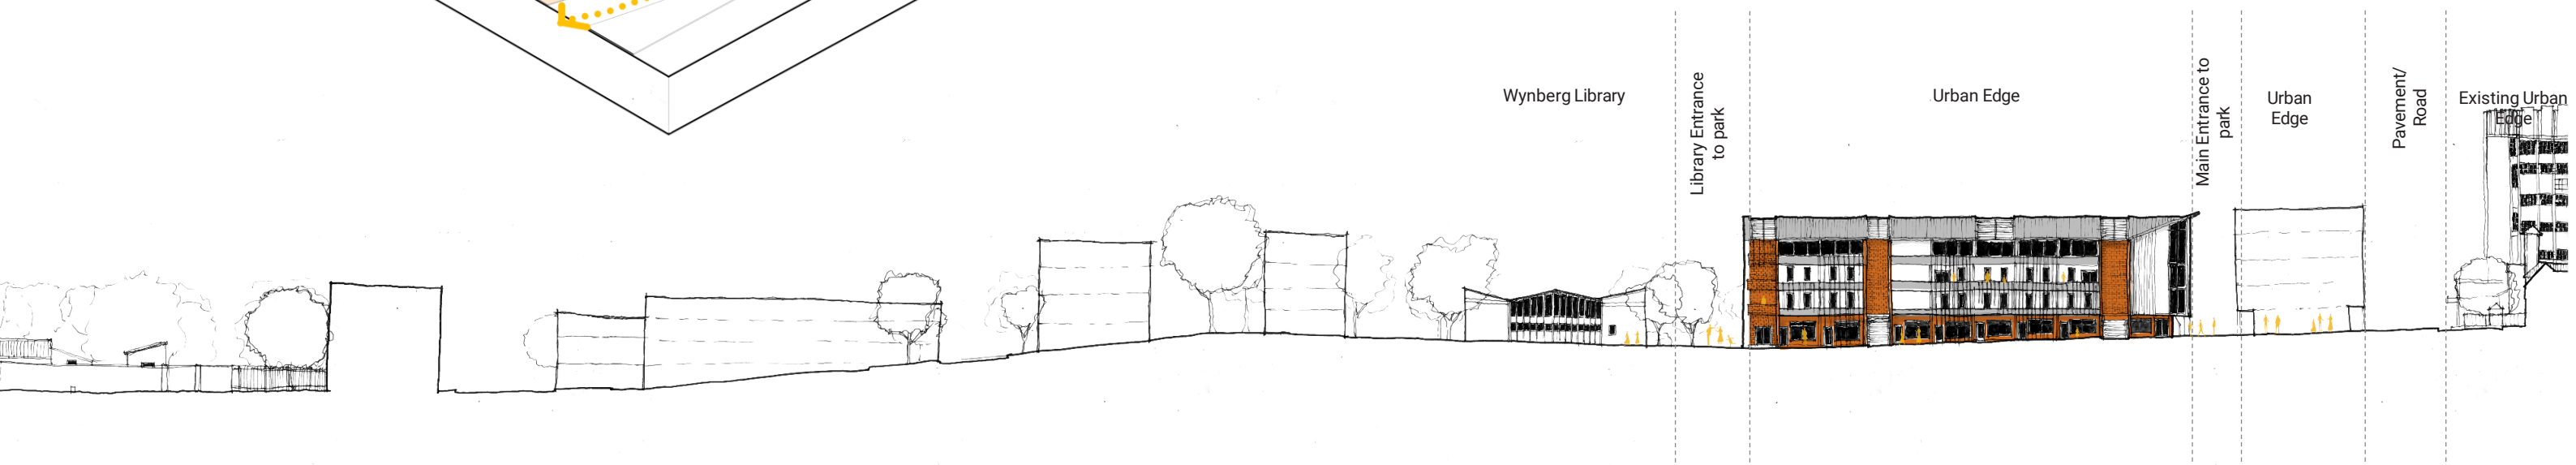 Wynberg Library
Library Entrance
to park
Urban Edge
Main Entrance to
park
Urban
Edge
Pavement/
Road
Existing Urban
Edge